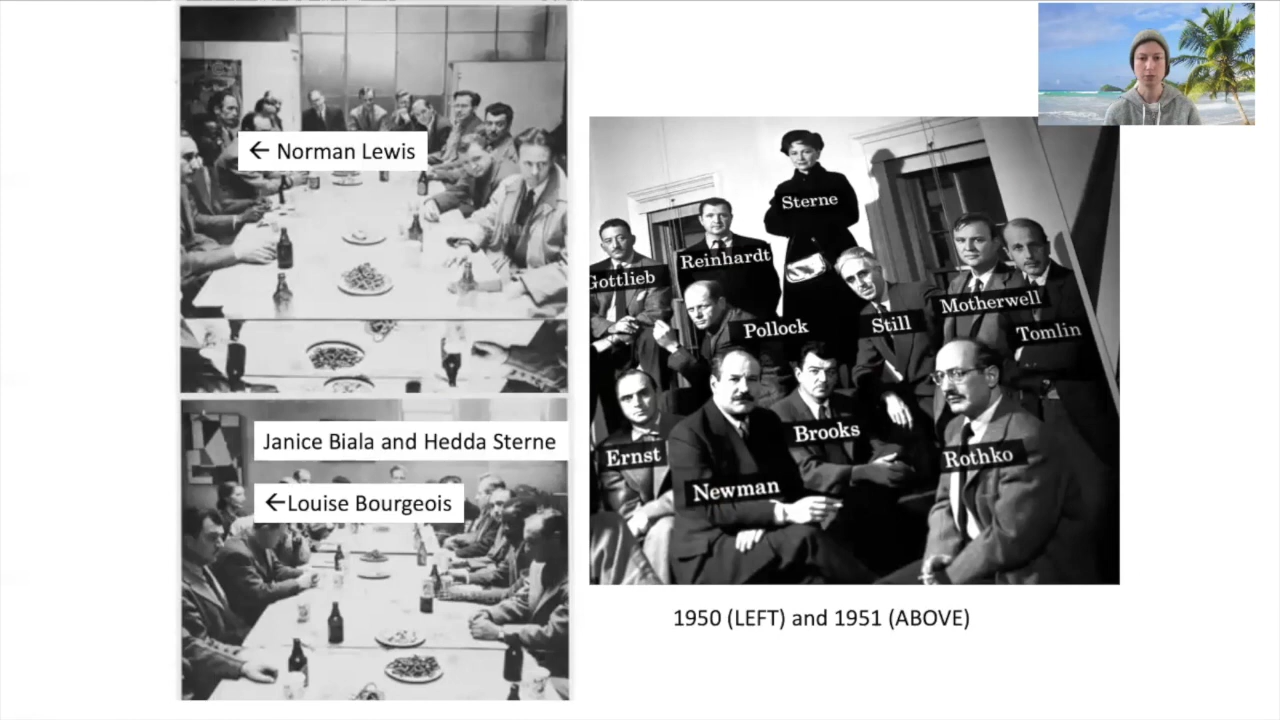 ← Norman Lewis
Janice Biala and Hedda Sterne
←Louise Bourgeois
Sterne
Gottlieb
Reinhardt
Pollock
Still
Motherwell
Tomlin
Ernst
Newman
Brooks
Rothko
1950 (LEFT) and 1951 (ABOVE)